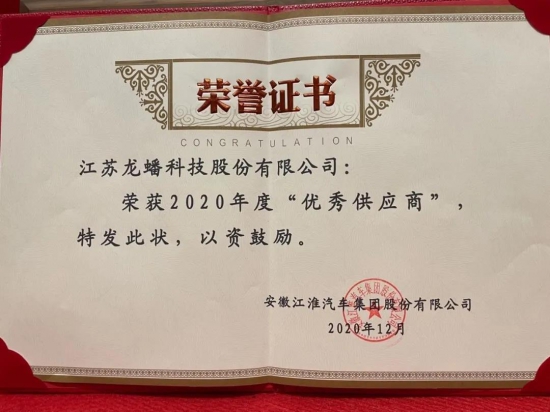 荣誉证书
CONGRATULATION
江苏龙蟠科技股份有限公司：
荣获2020年度“优秀供应商”，
特发此状，以资鼓励。
安徽江淮汽车集团股份有限公司
2020年12月